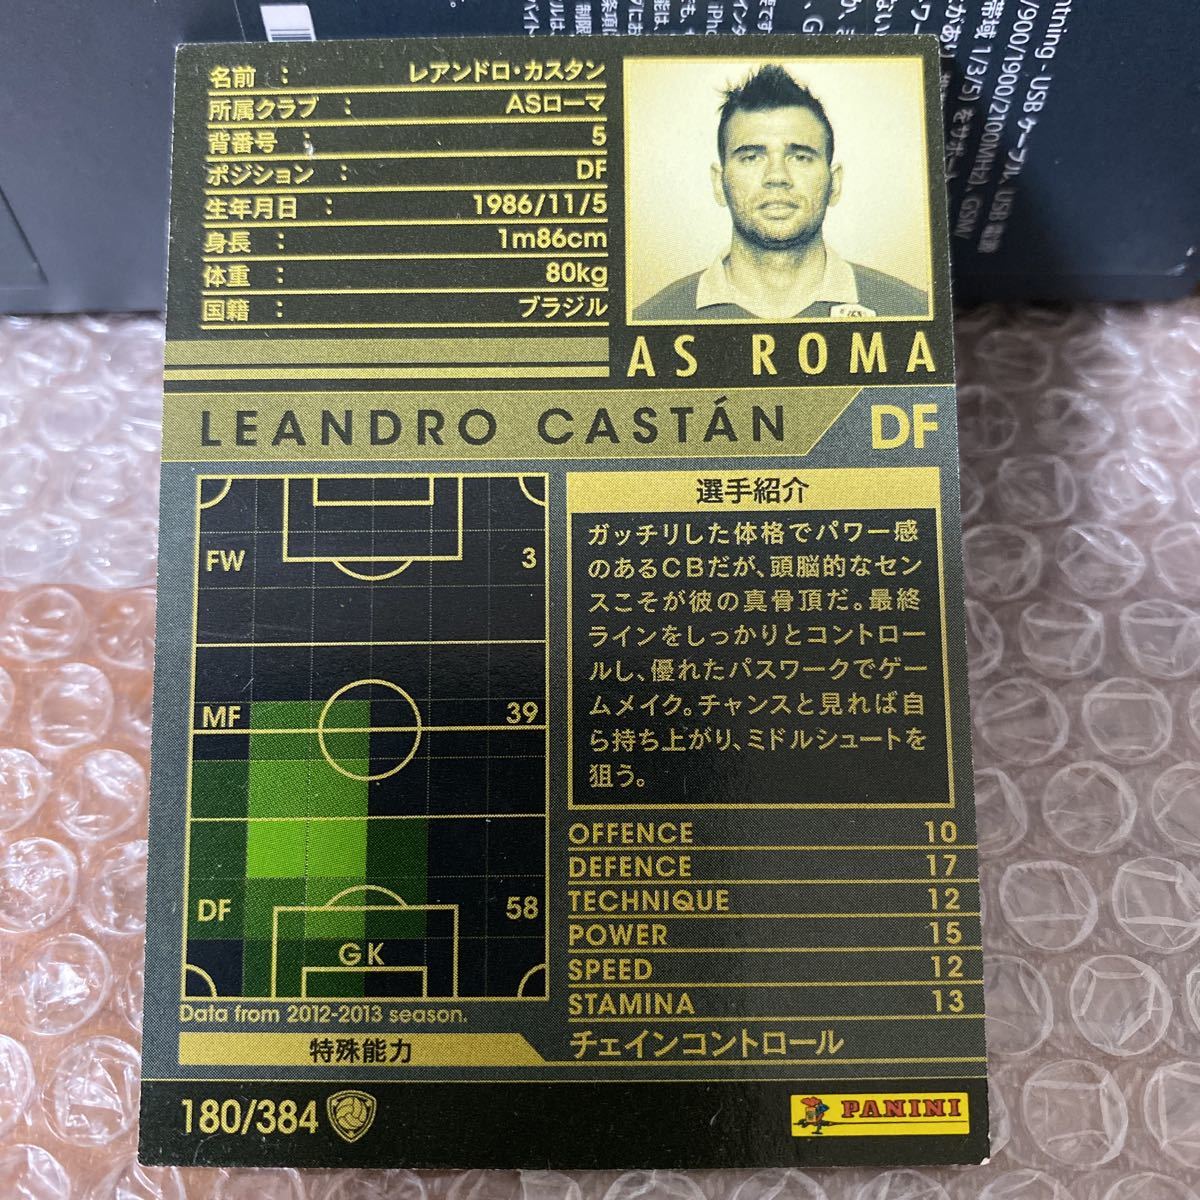 名前 : レアンドロ・カスタン
所属クラブ : ASローマ
背番号 : 5
ポジション : DF
生年月日 : 1986/11/5
身長 : 1m86cm
体重 : 80kg
国籍 : ブラジル
AS ROMA
LEANDRO CASTÁN DF
FW 3
MF 39
DF 58
GK
Data from 2012-2013 season.
選手紹介
ガッチリした体格でパワー感
のあるCBだが、頭脳的なセン
スこそが彼の真骨頂だ。最終
ラインをしっかりとコントロー
ルし、優れたパスワークでゲー
ムメイク。チャンスと見れば自
ら持ち上がり、ミドルシュートを
狙う。
OFFENCE 10
DEFENCE 17
TECHNIQUE 12
POWER 15
SPEED 12
STAMINA 13
特殊能力 チェインコントロール
180/384
PANINI